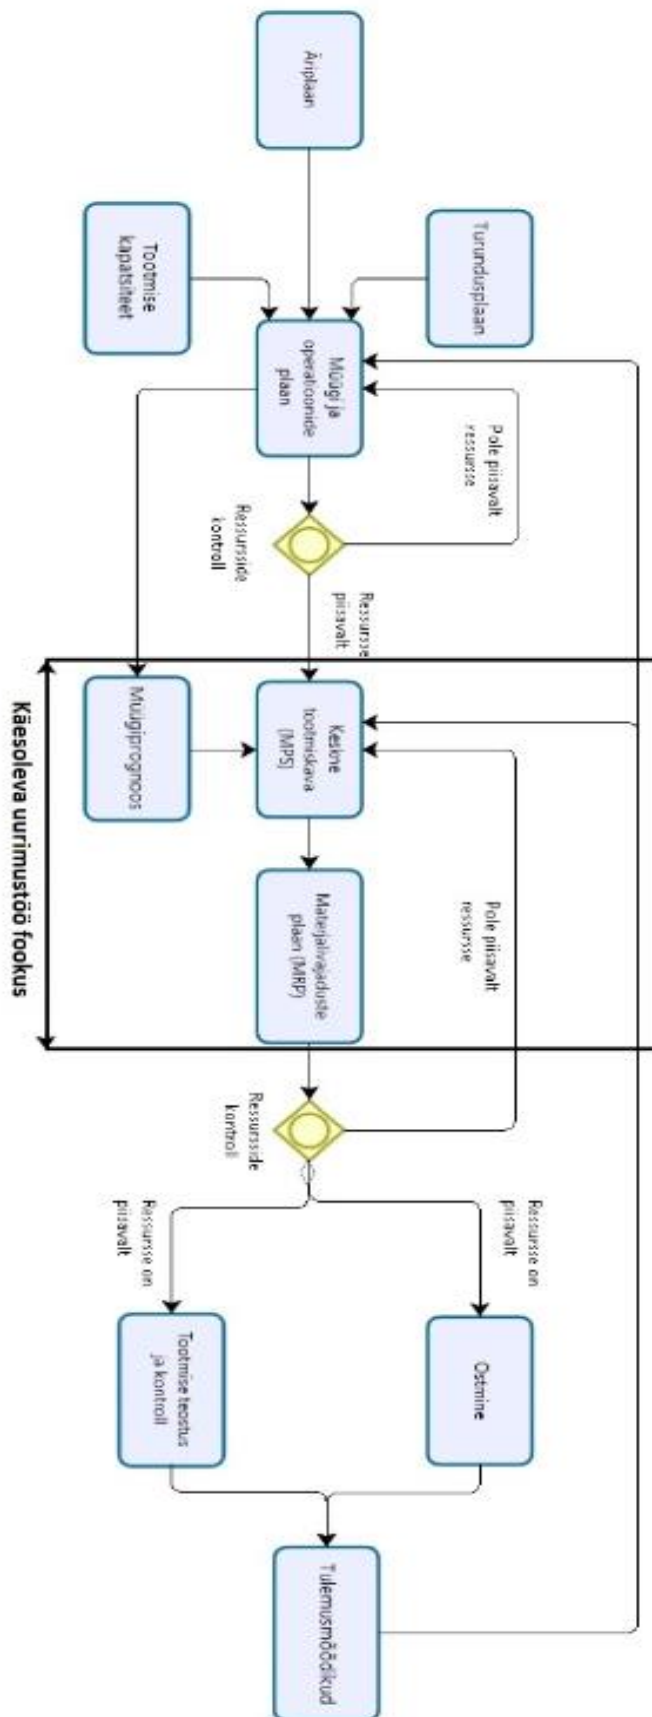 Äriplaan
Turundusplaan
Tootmise
kapatsiteet
Müügi ja
operatioonide
plaan
Pole piisavalt
ressursse
Ressursside
kontroll
Ressursse
piisavalt
Müügiprognoos
Keskne
tootmiskava
(MPS)
Materjalivajaduste
plaan (MRP)
Pole piisavalt
ressursse
Käesoleva uurimustöö fookus
Ressursside
kontroll
Ressursse on
piisavalt
Ressursse on
piisavalt
Ostmine
Tootmise teostus
ja kontroll
Tulemusmõõdikud